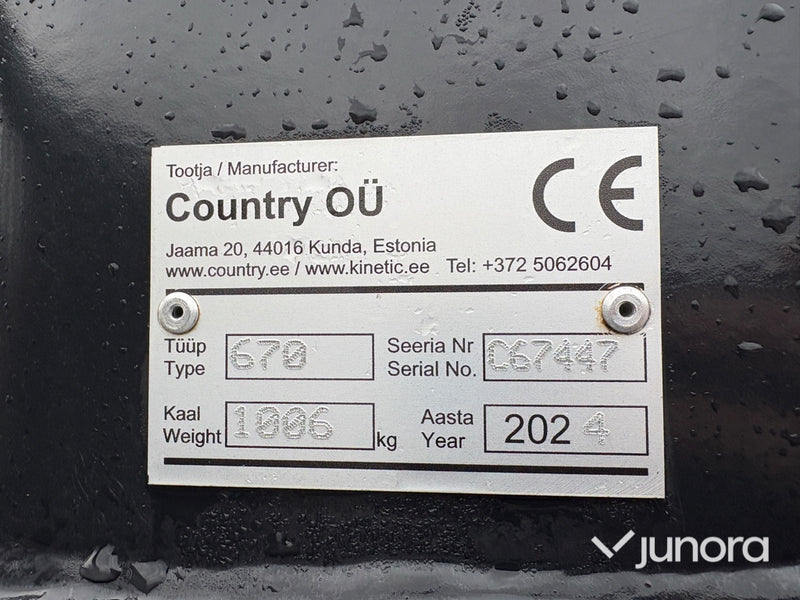 Tootja / Manufacturer:
Country OÜ
CE
Jaama 20, 44016 Kunda, Estonia
www.country.ee / www.kinetic.ee Tel: +372 5062604
Tüüp
Type
670
Seeria Nr
Serial No.
C67447
Kaal
Weight
1006 kg
Aasta
Year
2024
junora